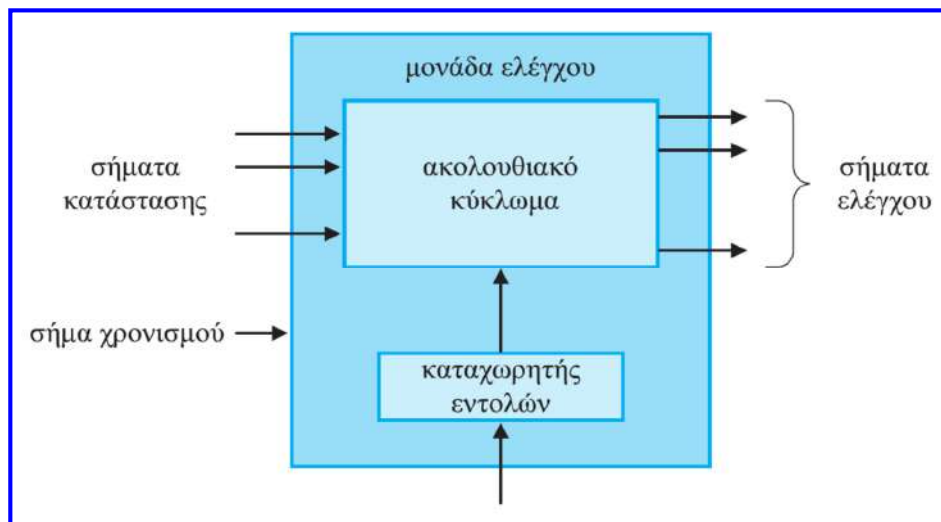 μονάδα ελέγχου
σήματα
κατάστασης
ακολουθιακό
κύκλωμα
σήματα
ελέγχου
σήμα χρονισμού
καταχωρητής
εντολών